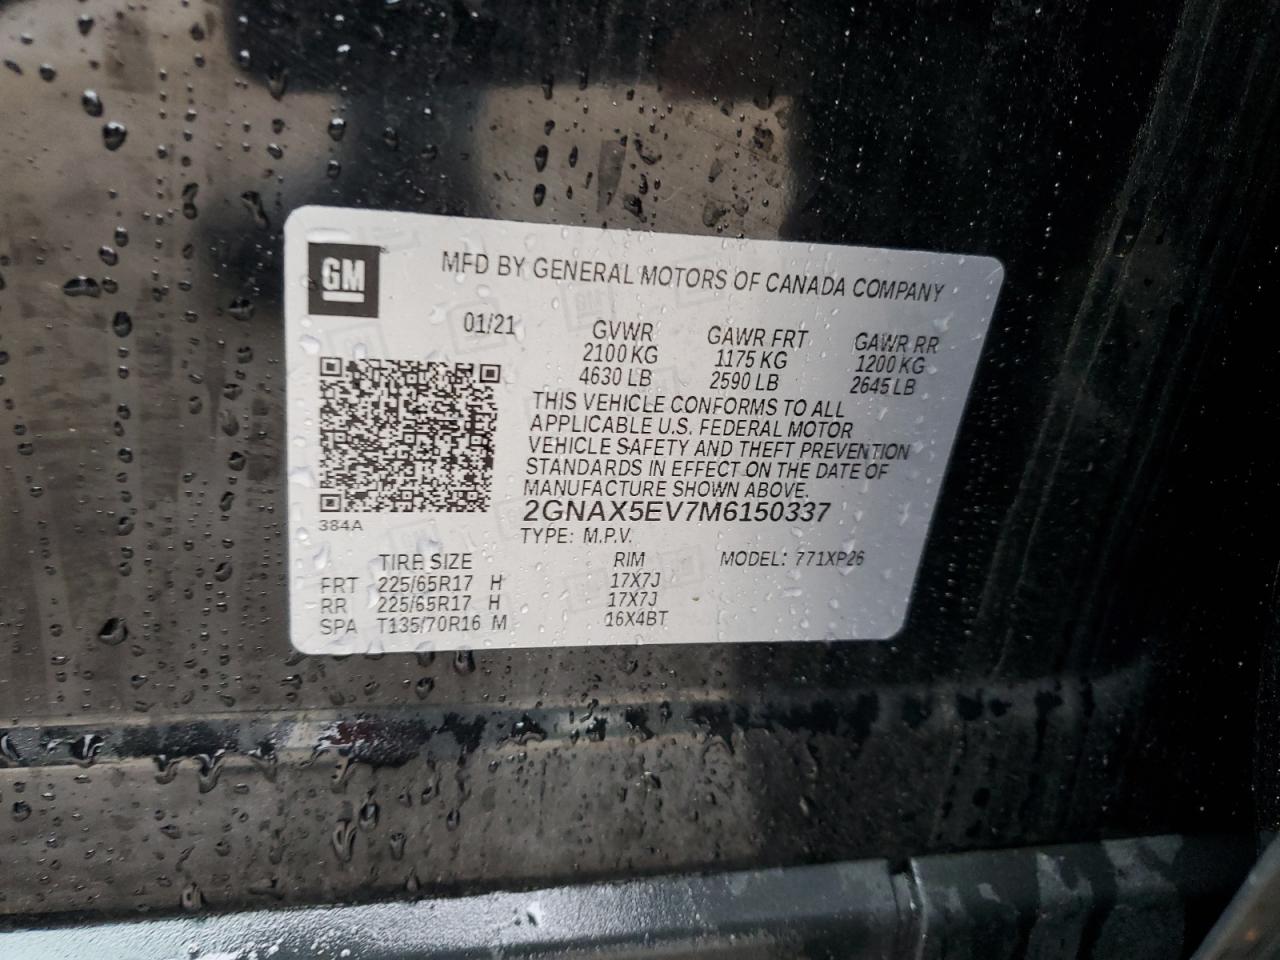 GM
MFD BY GENERAL MOTORS OF CANADA COMPANY
01/21 GVWR GAWR FRT GAWR RR
2100 KG 1175 KG 1200 KG
4630 LB 2590 LB 2645 LB
THIS VEHICLE CONFORMS TO ALL
APPLICABLE U.S. FEDERAL MOTOR
VEHICLE SAFETY AND THEFT PREVENTION
STANDARDS IN EFFECT ON THE DATE OF
MANUFACTURE SHOWN ABOVE.
2GNAX5EV7M6150337
384A
TYPE: M.P.V.
TIRE SIZE RIM MODEL: 771XP26
FRT 225/65R17 H 17X7J
RR 225/65R17 H 17X7J
SPA T135/70R16 M 16X4BT